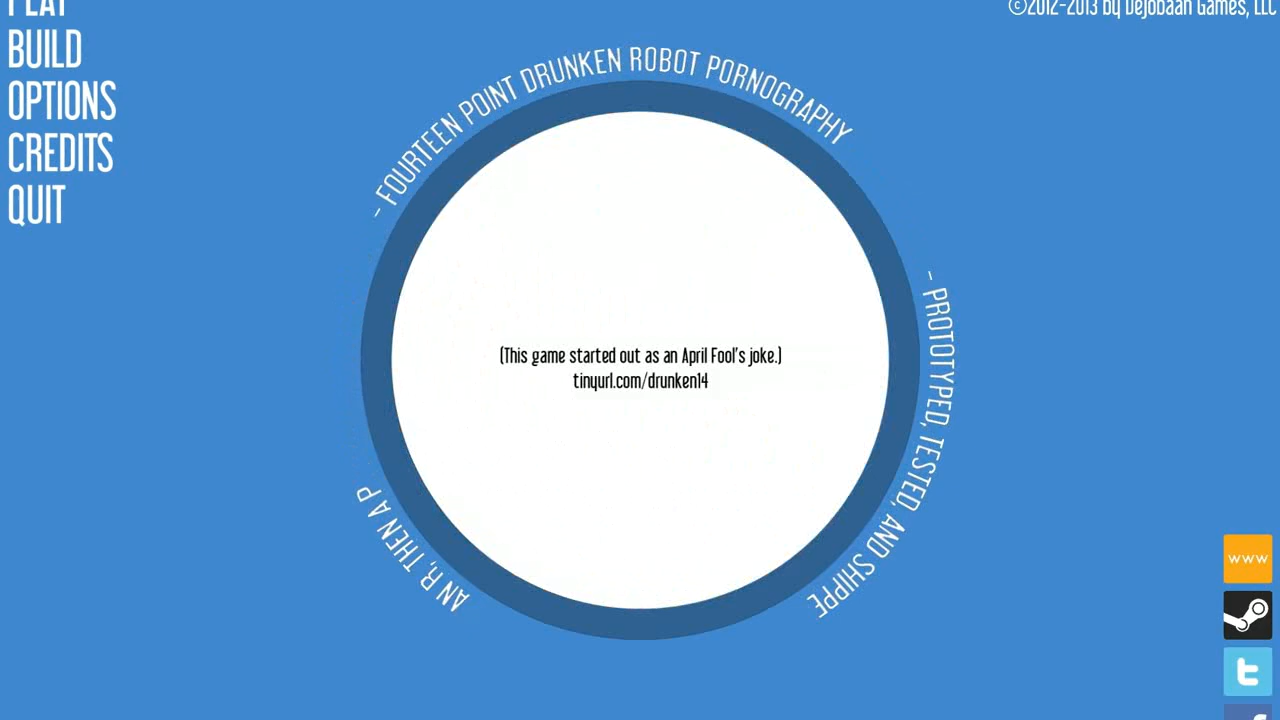 PLAY
BUILD
OPTIONS
CREDITS
QUIT
©2012-2013 by Dejobaan Games, LLC
- FOURTEEN POINT DRUNKEN ROBOT PORNOGRAPHY
- PROTOTYPED, TESTED, AND SHIPPE
AN R, THEN A P
(This game started out as an April Fool's joke.)
tinyurl.com/drunken14
www